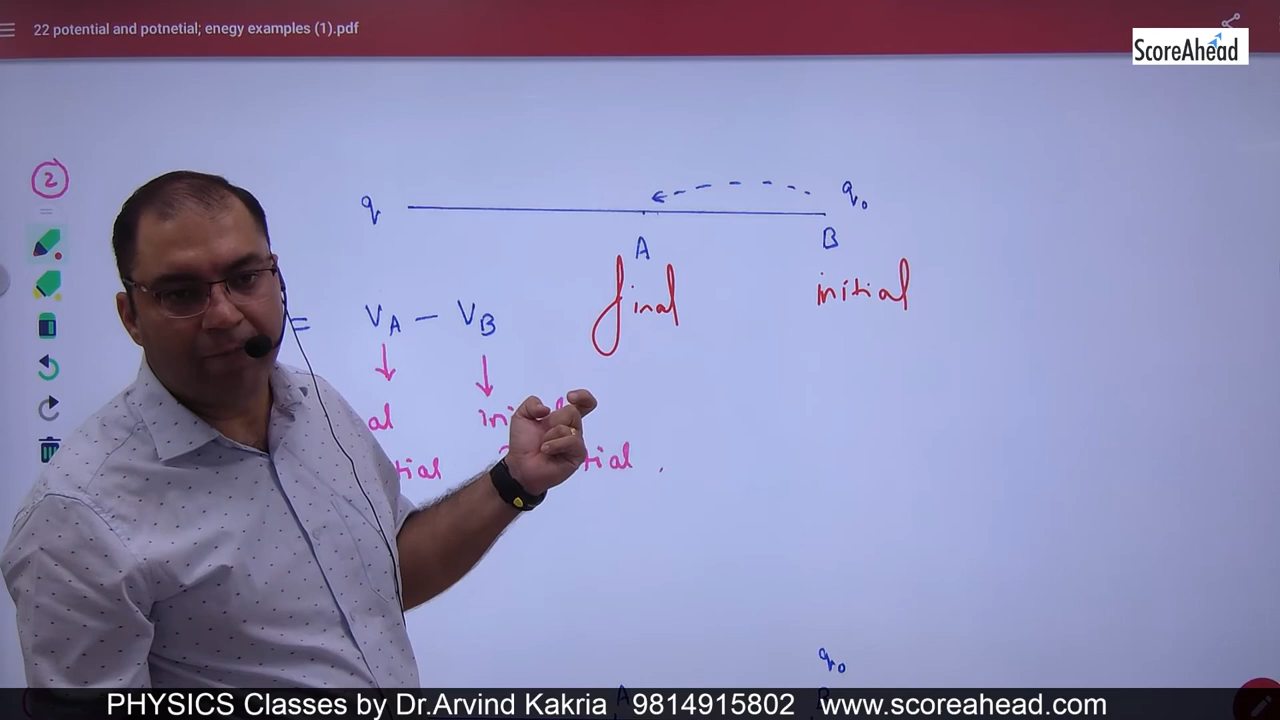 22 potential and potnetial; enegy examples (1).pdf
ScoreAhead
2
q q₀
A B
final initial
= V_A − V_B
al
tial tial .
q₀
A
PHYSICS Classes by Dr.Arvind Kakria 9814915802 www.scoreahead.com